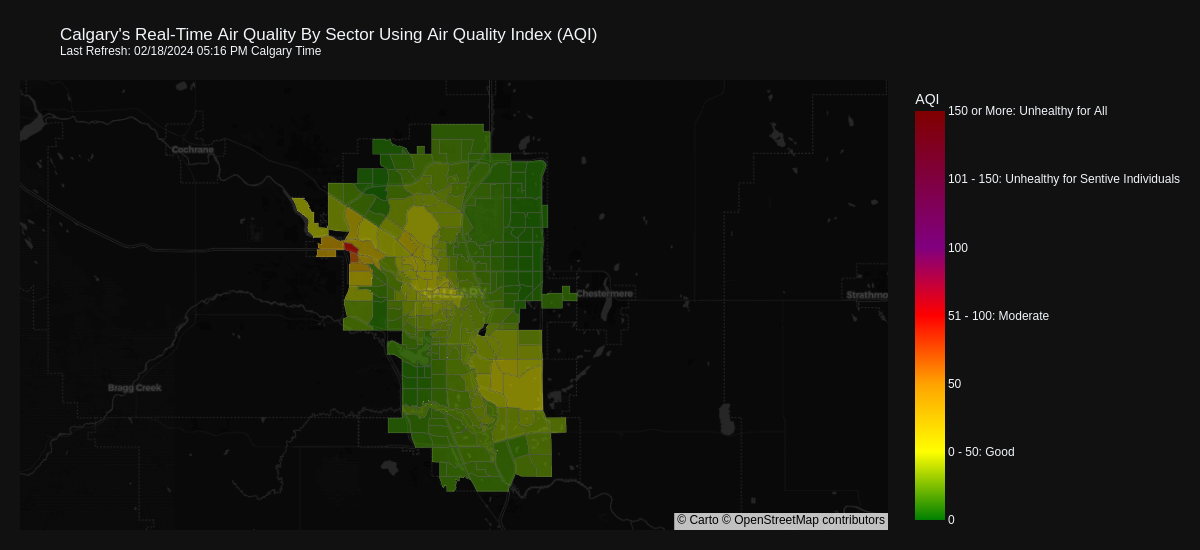 Calgary's Real-Time Air Quality By Sector Using Air Quality Index (AQI)
Last Refresh: 02/18/2024 05:16 PM Calgary Time
AQI
150 or More: Unhealthy for All
Cochrane
101 - 150: Unhealthy for Sentive Individuals
100
CALGARY
Chestermere
Strathmo
51 - 100: Moderate
50
Bragg Creek
0 - 50: Good
© Carto © OpenStreetMap contributors
0